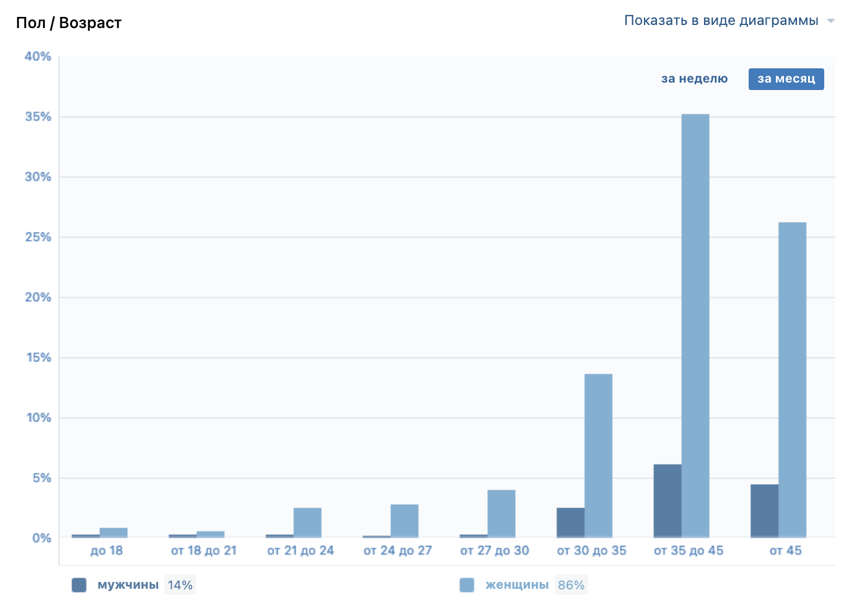 Пол / Возраст
Показать в виде диаграммы
за неделю за месяц
40%
35%
30%
25%
20%
15%
10%
5%
0%
до 18 от 18 до 21 от 21 до 24 от 24 до 27 от 27 до 30 от 30 до 35 от 35 до 45 от 45
мужчины 14% женщины 86%